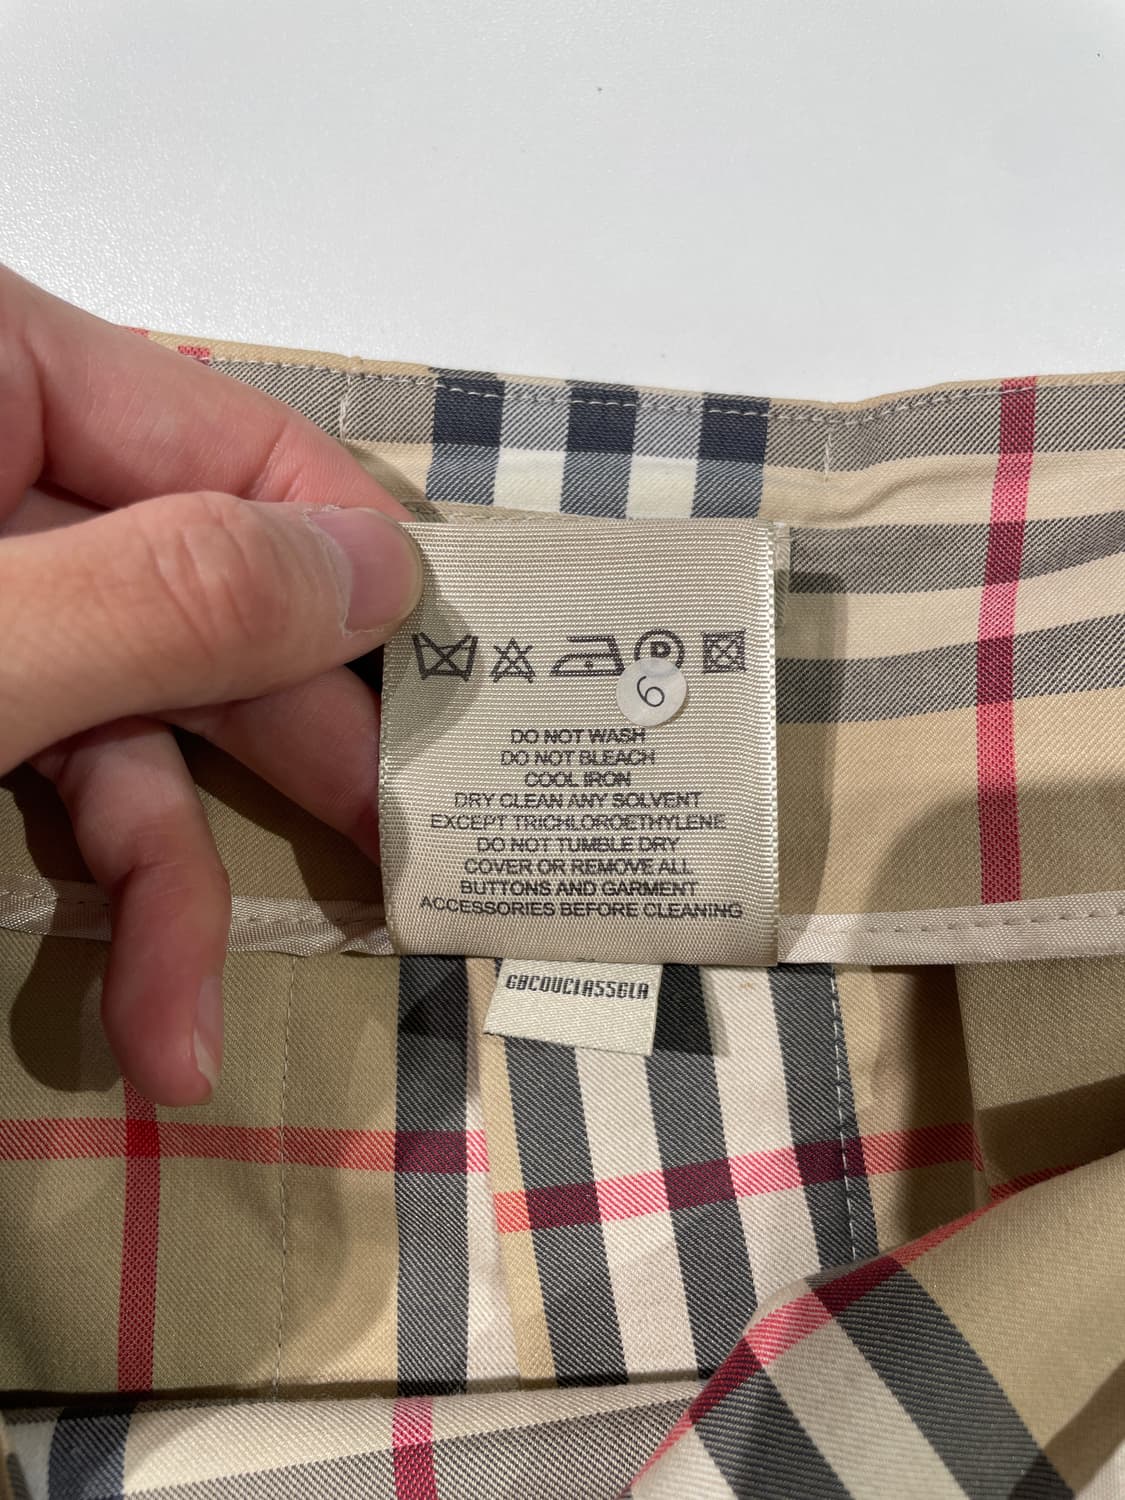 P
6
DO NOT WASH
DO NOT BLEACH
COOL IRON
DRY CLEAN ANY SOLVENT
EXCEPT TRICHLOROETHYLENE
DO NOT TUMBLE DRY
COVER OR REMOVE ALL
BUTTONS AND GARMENT
ACCESSORIES BEFORE CLEANING
GBCOUCIA55GLA